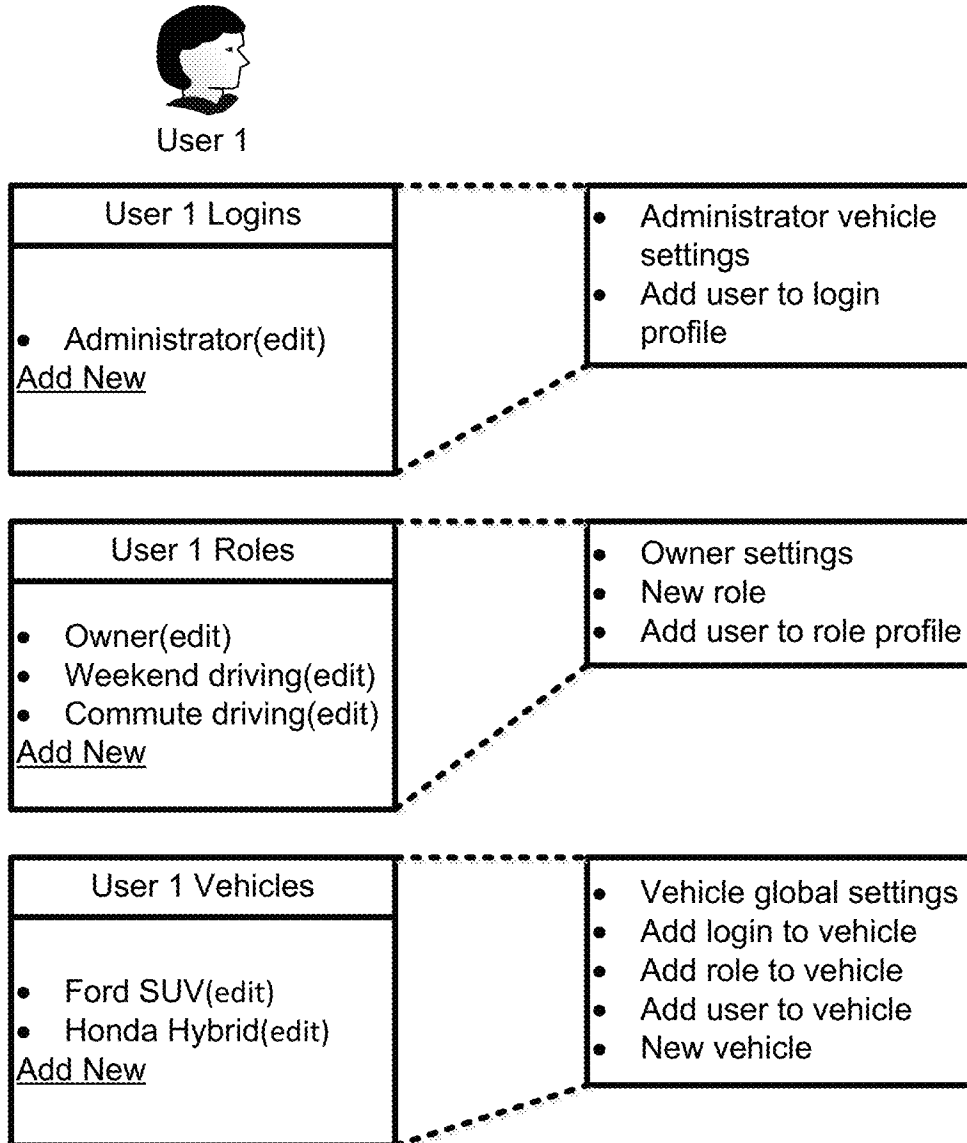 User 1
User 1 Logins
• Administrator(edit)
Add New
• Administrator vehicle
settings
• Add user to login
profile
User 1 Roles
• Owner(edit)
• Weekend driving(edit)
• Commute driving(edit)
Add New
• Owner settings
• New role
• Add user to role profile
User 1 Vehicles
• Ford SUV(edit)
• Honda Hybrid(edit)
Add New
• Vehicle global settings
• Add login to vehicle
• Add role to vehicle
• Add user to vehicle
• New vehicle